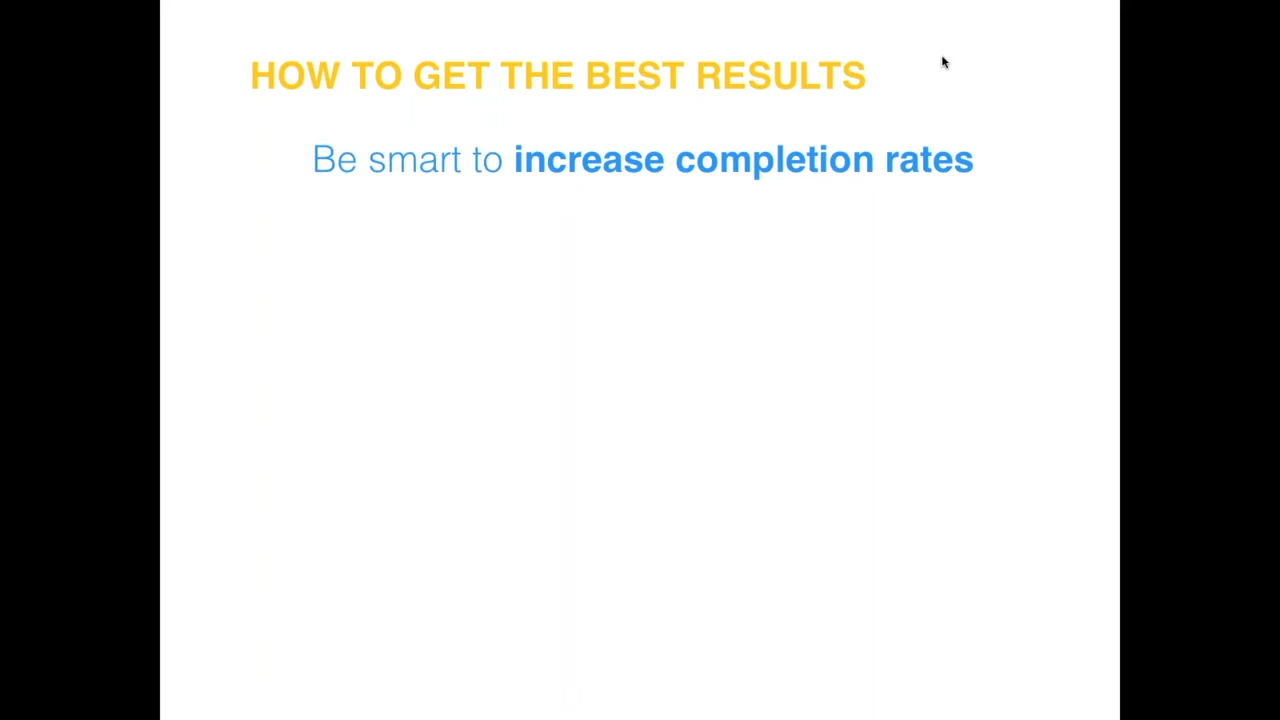 HOW TO GET THE BEST RESULTS
Be smart to increase completion rates